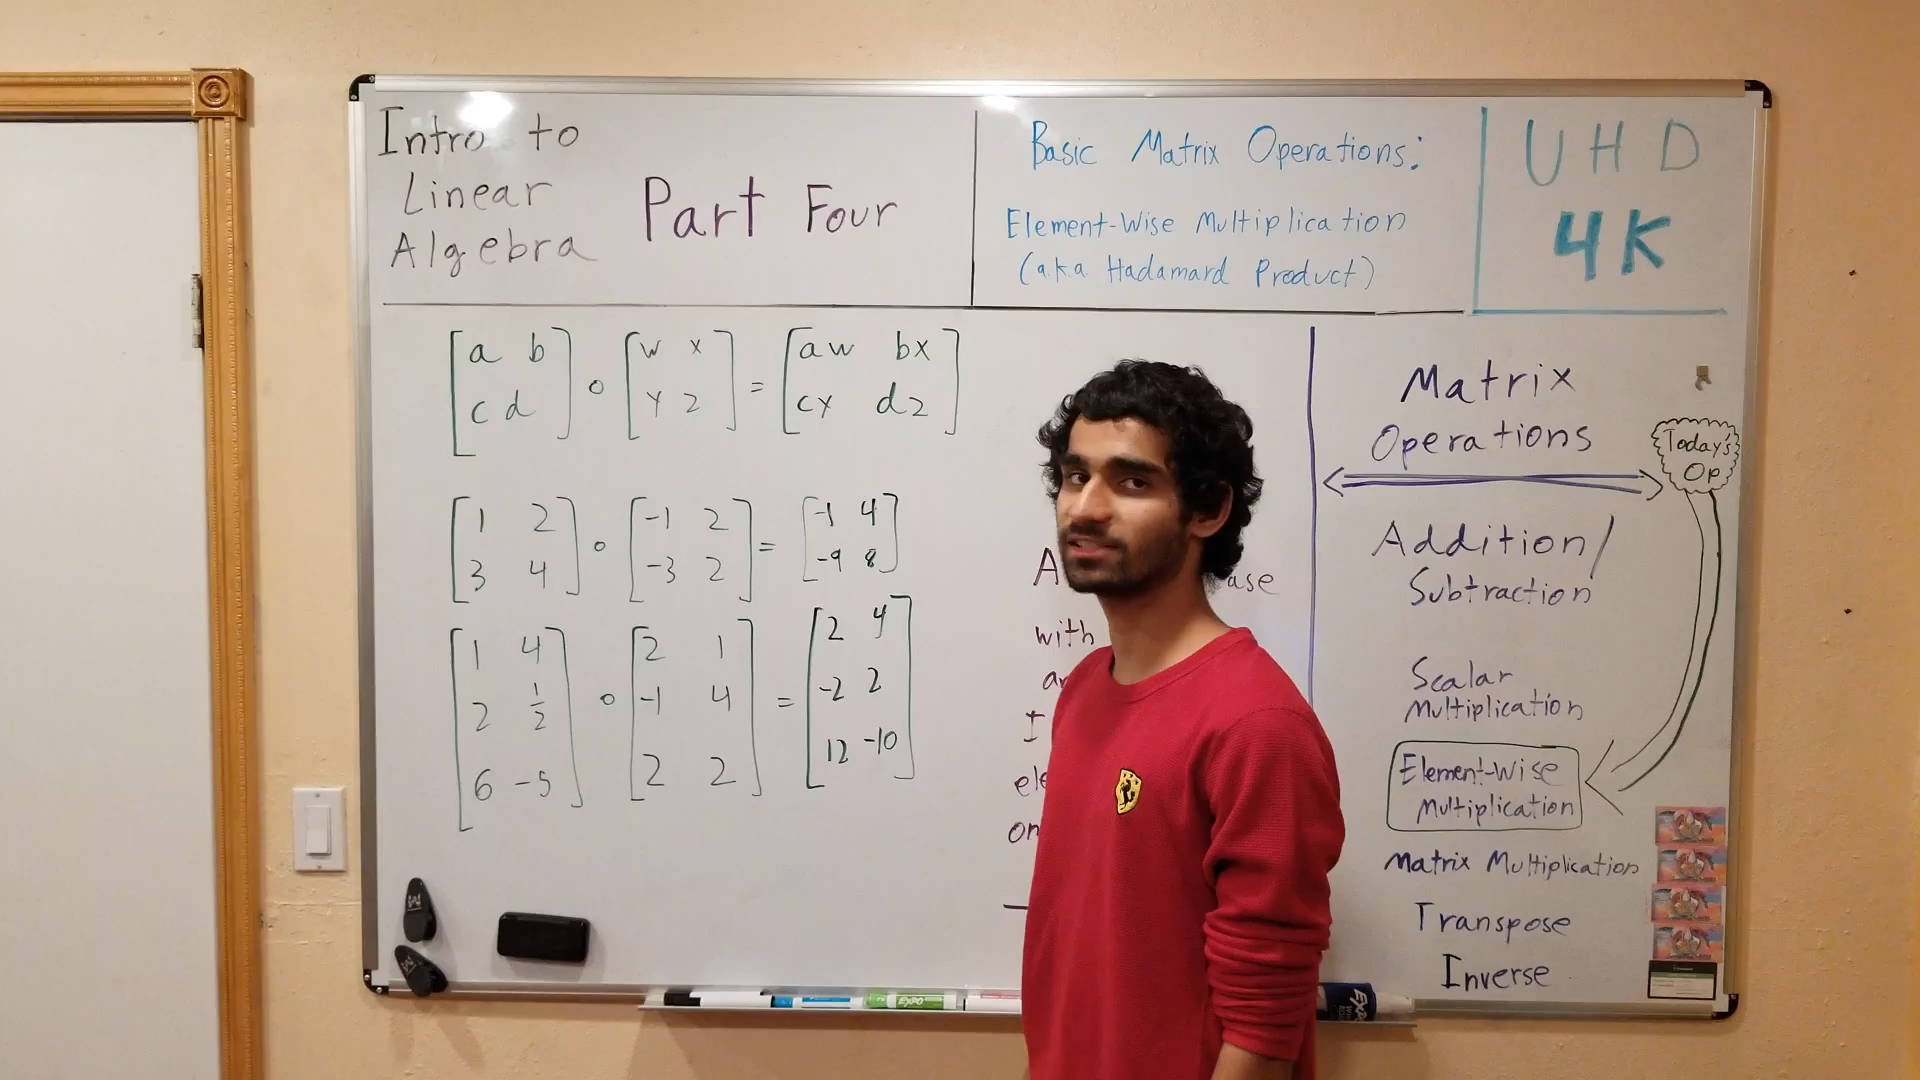 Intro to
Linear
Algebra
Part Four
Basic Matrix Operations:
Element-Wise Multiplication
(a.k.a Hadamard Product)
UHD
4K
[a b] ∘ [w x] = [aw bx]
[c d] [y z] [cy dz]
[1 2] ∘ [-1 2] = [-1 4]
[3 4] [-3 2] [-9 8]
[1 4] [2 1] [2 4]
[2 1/2] ∘ [-1 4] = [-2 2]
[6 -5] [2 2] [12 -10]
with
Matrix
Operations
Today's
Op
Addition/
Subtraction
Scalar
Multiplication
Element-Wise
Multiplication
Matrix Multiplication
Transpose
Inverse
EXPO
EXPO